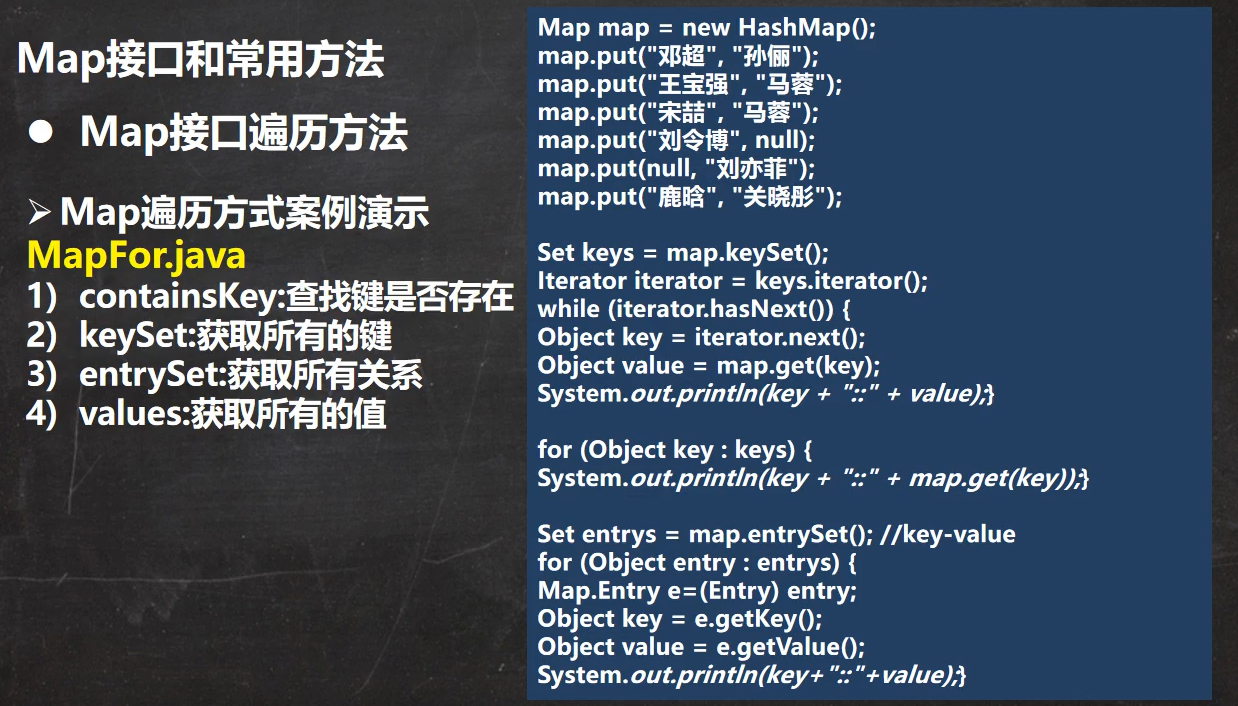 Map接口和常用方法
● Map接口遍历方法
➢ Map遍历方式案例演示
MapFor.java
1) containsKey:查找键是否存在
2) keySet:获取所有的键
3) entrySet:获取所有关系
4) values:获取所有的值
Map map = new HashMap();
map.put("邓超", "孙俪");
map.put("王宝强", "马蓉");
map.put("宋喆", "马蓉");
map.put("刘令博", null);
map.put(null, "刘亦菲");
map.put("鹿晗", "关晓彤");
Set keys = map.keySet();
Iterator iterator = keys.iterator();
while (iterator.hasNext()) {
Object key = iterator.next();
Object value = map.get(key);
System.out.println(key + "::" + value);}
for (Object key : keys) {
System.out.println(key + "::" + map.get(key));}
Set entrys = map.entrySet(); //key-value
for (Object entry : entrys) {
Map.Entry e=(Entry) entry;
Object key = e.getKey();
Object value = e.getValue();
System.out.println(key+"::"+value);}